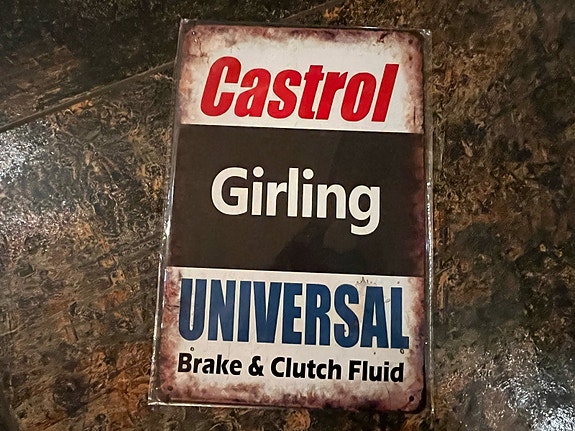 Castrol
Girling
UNIVERSAL
Brake & Clutch Fluid